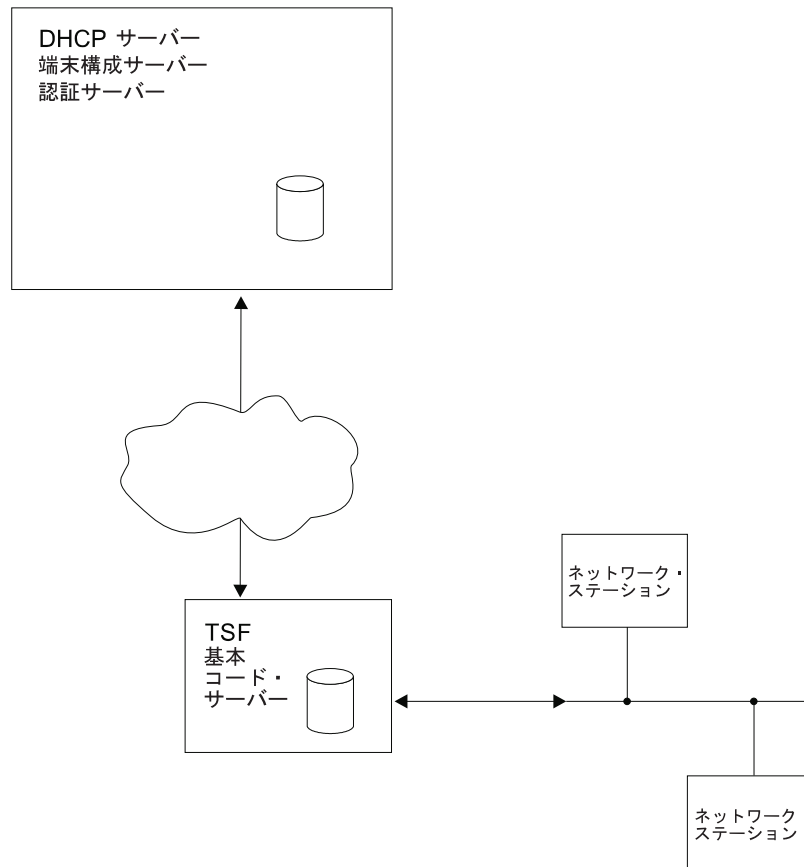 DHCP サーバー
端末構成サーバー
認証サーバー
ネットワーク・
ステーション
TSF
基本
コード・
サーバー
ネットワーク
ステーション